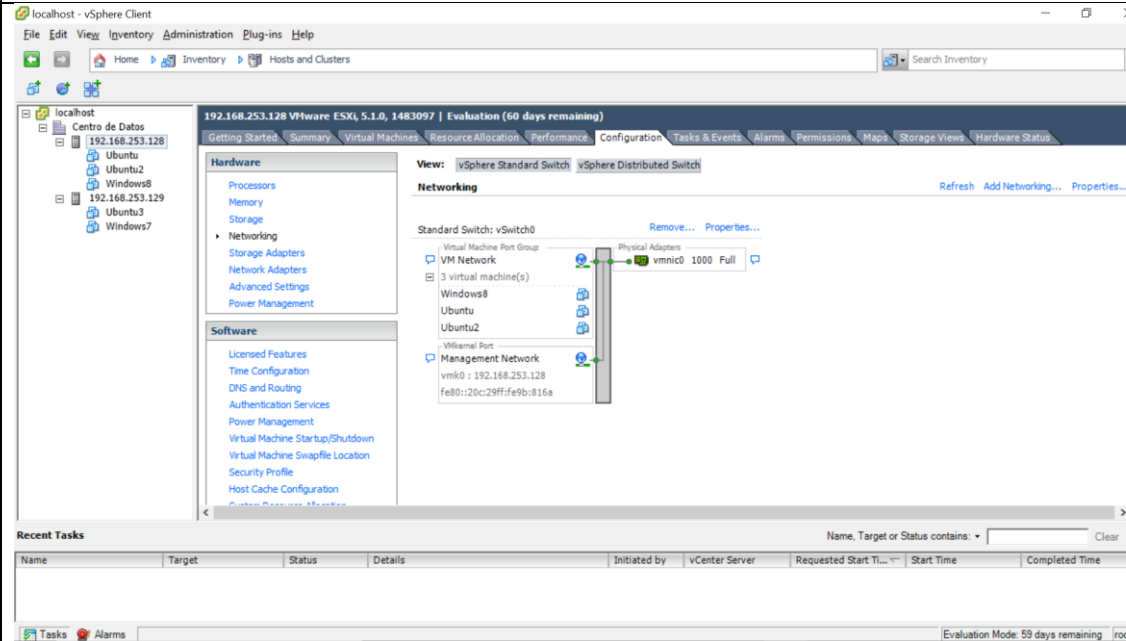 localhost - vSphere Client
File Edit View Inventory Administration Plug-ins Help
Home Inventory Hosts and Clusters
Search Inventory
localhost
Centro de Datos
192.168.253.128
Ubuntu
Ubuntu2
Windows8
192.168.253.129
Ubuntu3
Windows7
192.168.253.128 VMware ESXi, 5.1.0, 1483097 | Evaluation (60 days remaining)
Getting Started Summary Virtual Machines Resource Allocation Performance Configuration Tasks & Events Alarms Permissions Maps Storage Views Hardware Status
Hardware
Processors
Memory
Storage
Networking
Storage Adapters
Network Adapters
Advanced Settings
Power Management
Software
Licensed Features
Time Configuration
DNS and Routing
Authentication Services
Power Management
Virtual Machine Startup/Shutdown
Virtual Machine Swapfile Location
Security Profile
Host Cache Configuration
View: vSphere Standard Switch vSphere Distributed Switch
Networking
Refresh Add Networking... Properties...
Standard Switch: vSwitch0 Remove... Properties...
Virtual Machine Port Group
VM Network
3 virtual machine(s)
Windows8
Ubuntu
Ubuntu2
VMkernel Port
Management Network
vmk0 : 192.168.253.128
fe80::20c:29ff:fe9b:816a
Physical Adapters
vmnic0 1000 Full
Recent Tasks
Name, Target or Status contains: Clear
Name Target Status Details Initiated by vCenter Server Requested Start Ti... Start Time Completed Time
Tasks Alarms
Evaluation Mode: 59 days remaining